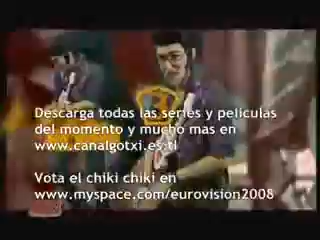 Descarga todas las series y peliculas
del momento y mucho mas en
www.canalgotxi.es.tl
Vota el chiki chiki en
www.myspace.com/eurovision2008